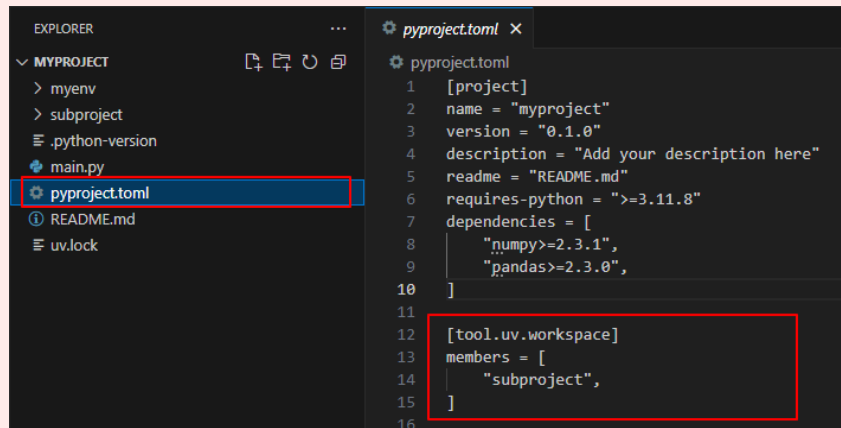 EXPLORER
MYPROJECT
myenv
subproject
.python-version
main.py
pyproject.toml
README.md
uv.lock
pyproject.toml
pyproject.toml
1 [project]
2 name = "myproject"
3 version = "0.1.0"
4 description = "Add your description here"
5 readme = "README.md"
6 requires-python = ">=3.11.8"
7 dependencies = [
8 "numpy>=2.3.1",
9 "pandas>=2.3.0",
10 ]
11
12 [tool.uv.workspace]
13 members = [
14 "subproject",
15 ]
16